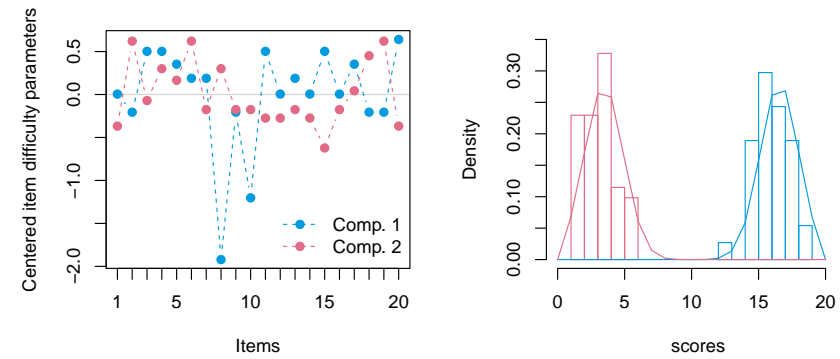 Centered item difficulty parameters
0.5
0.0
−1.0
−2.0
Comp. 1
Comp. 2
1 5 10 15 20
Items
Density
0.30
0.20
0.10
0.00
0 5 10 15 20
scores